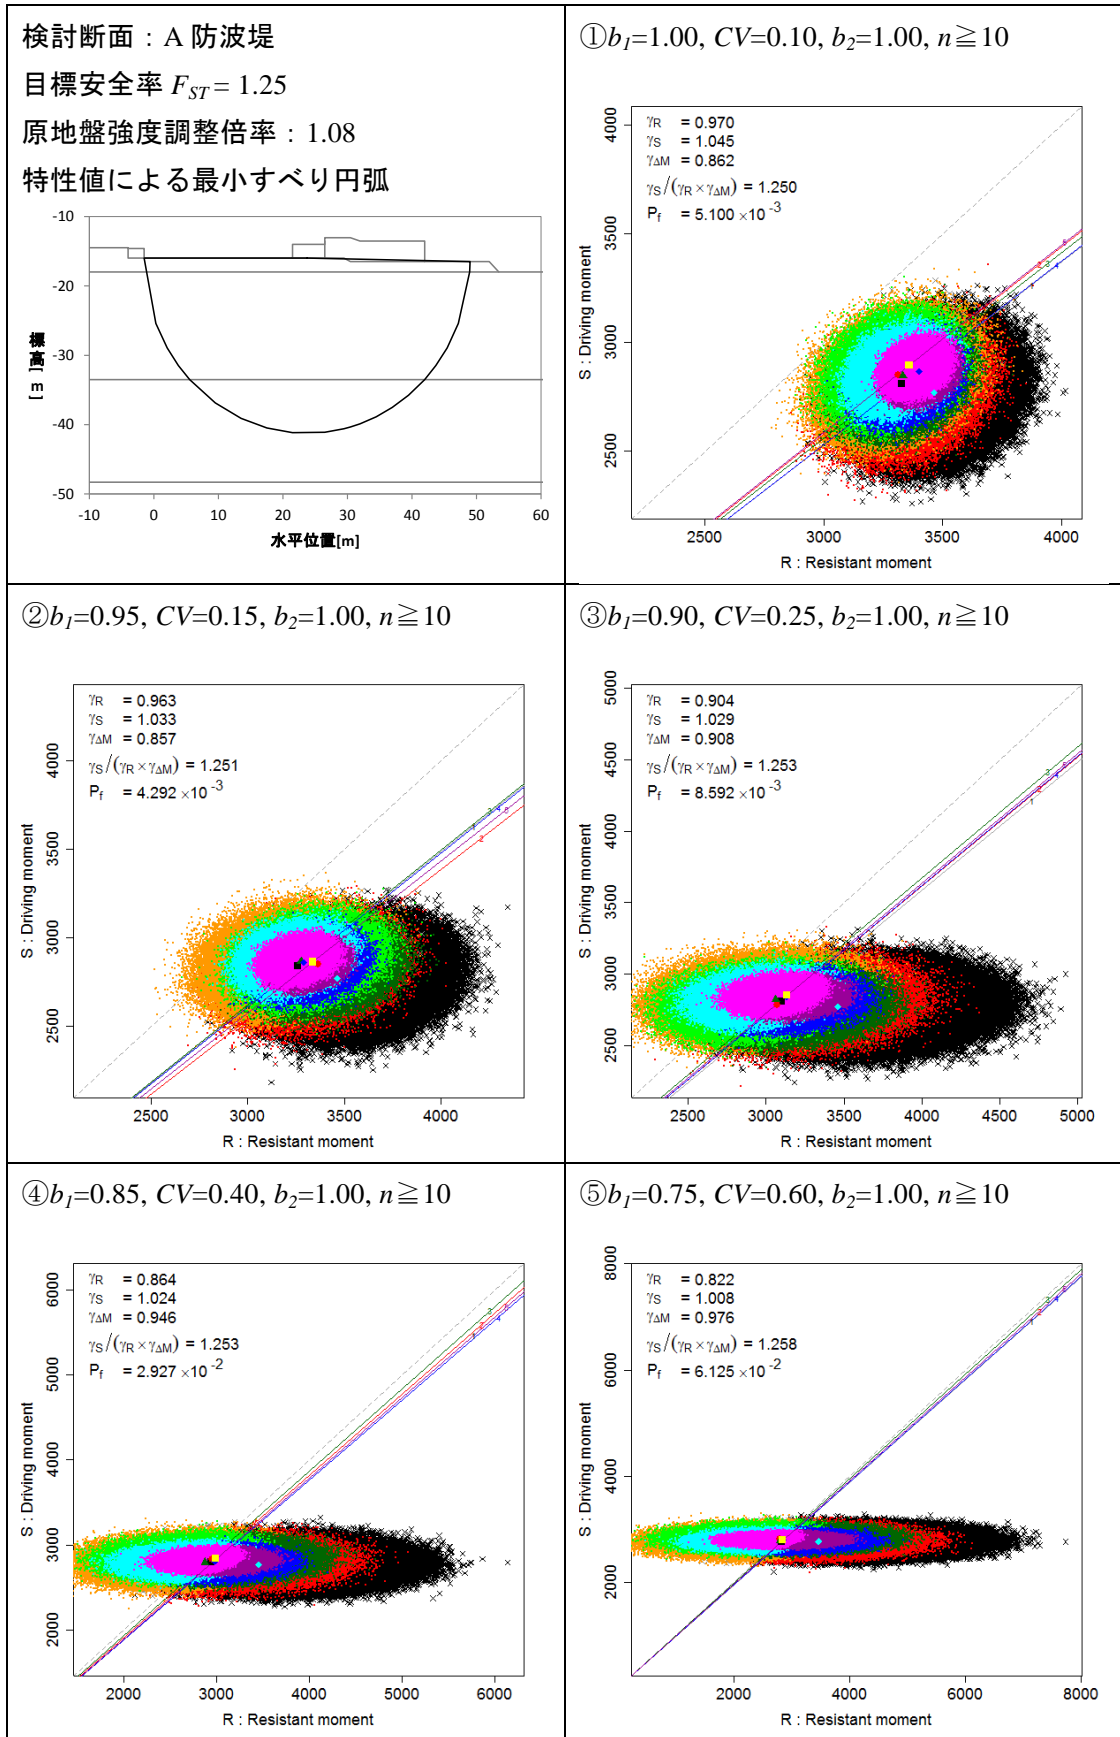 検討断面：A 防波堤
目標安全率 FST = 1.25
原地盤強度調整倍率：1.08
特性値による最小すべり円弧
-10
-20
-30
-40
-50
標高[m]
-10 0 10 20 30 40 50 60
水平位置[m]
①b1=1.00, CV=0.10, b2=1.00, n≧10
γR = 0.970
γS = 1.045
γΔM = 0.862
γS/(γR×γΔM) = 1.250
Pf = 5.100 ×10 -3
4000
3500
3000
2500
S : Driving moment
2500 3000 3500 4000
R : Resistant moment
②b1=0.95, CV=0.15, b2=1.00, n≧10
γR = 0.963
γS = 1.033
γΔM = 0.857
γS/(γR×γΔM) = 1.251
Pf = 4.292 ×10 -3
4000
3500
3000
2500
S : Driving moment
2500 3000 3500 4000
R : Resistant moment
③b1=0.90, CV=0.25, b2=1.00, n≧10
γR = 0.904
γS = 1.029
γΔM = 0.908
γS/(γR×γΔM) = 1.253
Pf = 8.592 ×10 -3
5000
4500
4000
3500
3000
2500
S : Driving moment
2500 3000 3500 4000 4500 5000
R : Resistant moment
④b1=0.85, CV=0.40, b2=1.00, n≧10
γR = 0.864
γS = 1.024
γΔM = 0.946
γS/(γR×γΔM) = 1.253
Pf = 2.927 ×10 -2
6000
5000
4000
3000
2000
S : Driving moment
2000 3000 4000 5000 6000
R : Resistant moment
⑤b1=0.75, CV=0.60, b2=1.00, n≧10
γR = 0.822
γS = 1.008
γΔM = 0.976
γS/(γR×γΔM) = 1.258
Pf = 6.125 ×10 -2
8000
6000
4000
2000
S : Driving moment
2000 4000 6000 8000
R : Resistant moment